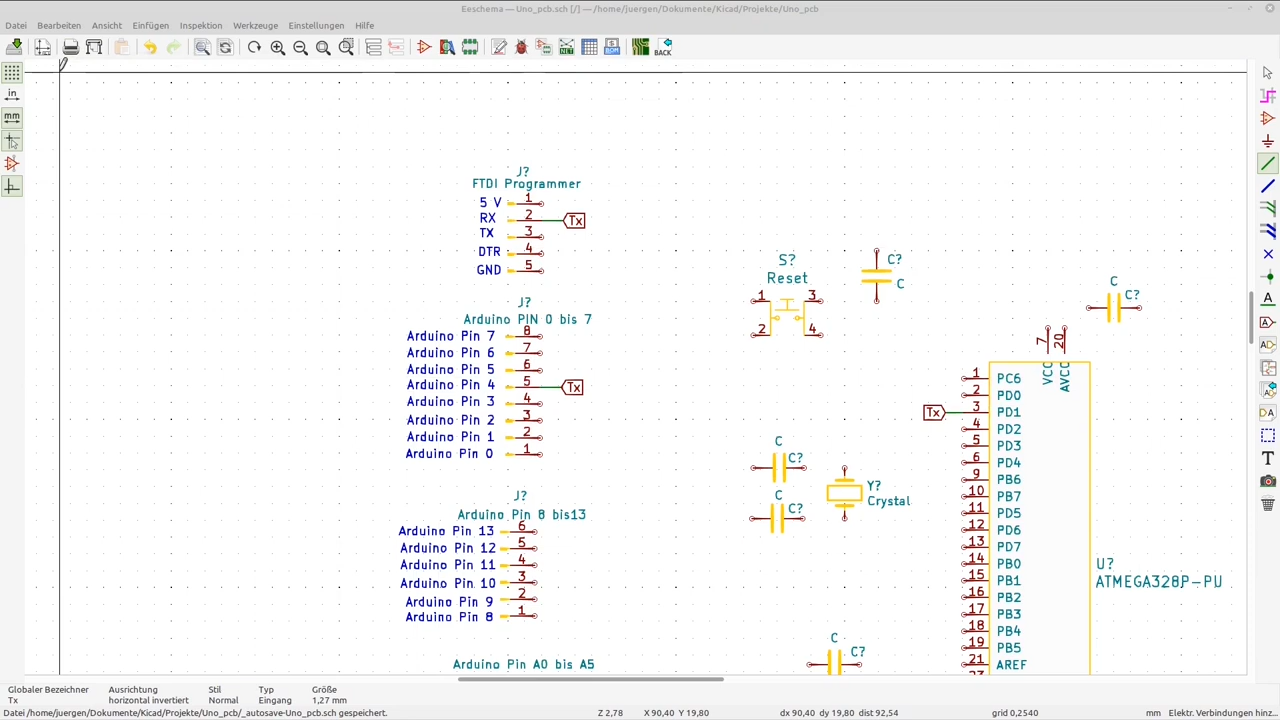 Eeschema — Uno_pcb.sch [/] — /home/juergen/Dokumente/Kicad/Projekte/Uno_pcb
Datei Bearbeiten Ansicht Einfügen Inspektion Werkzeuge Einstellungen Hilfe
BOM
BACK
in
mm
J?
FTDI Programmer
5 V 1
RX 2 Tx
TX 3
DTR 4
GND 5
J?
Arduino PIN 0 bis 7
Arduino Pin 7 8
Arduino Pin 6 7
Arduino Pin 5 6
Arduino Pin 4 5 Tx
Arduino Pin 3 4
Arduino Pin 2 3
Arduino Pin 1 2
Arduino Pin 0 1
J?
Arduino Pin 8 bis13
Arduino Pin 13 6
Arduino Pin 12 5
Arduino Pin 11 4
Arduino Pin 10 3
Arduino Pin 9 2
Arduino Pin 8 1
Arduino Pin A0 bis A5
S?
Reset
1 3
2 4
C?
C
C
C?
C
C?
C
C?
Y?
Crystal
C
C?
7 VCC
20 AVCC
1 PC6
2 PD0
Tx 3 PD1
4 PD2
5 PD3
6 PD4
9 PB6
10 PB7
11 PD5
12 PD6
13 PD7
14 PB0
15 PB1
16 PB2
17 PB3
18 PB4
19 PB5
21 AREF
U?
ATMEGA328P-PU
Globaler Bezeichner Ausrichtung Stil Typ Größe
Tx horizontal invertiert Normal Eingang 1,27 mm
Datei /home/juergen/Dokumente/Kicad/Projekte/Uno_pcb/_autosave-Uno_pcb.sch gespeichert. Z 2,78 X 90,40 Y 19,80 dx 90,40 dy 19,80 dist 92,54 grid 0,2540 mm Elektr. Verbindungen hinz...